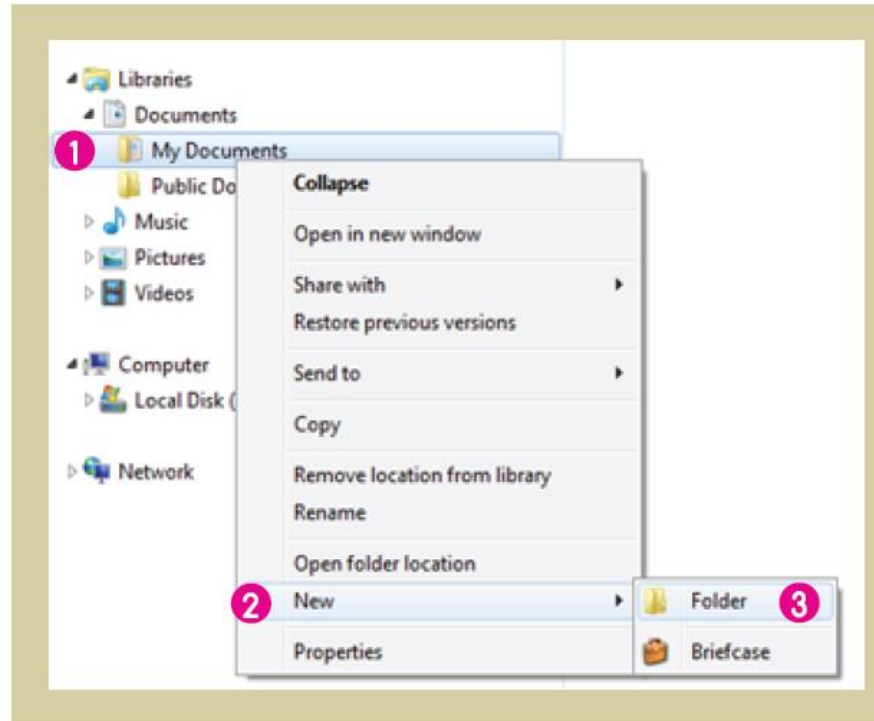 Libraries
Documents
1 My Documents
Public Do
Music
Pictures
Videos
Computer
Local Disk (
Network
Collapse
Open in new window
Share with
Restore previous versions
Send to
Copy
Remove location from library
Rename
Open folder location
2 New
Properties
Folder 3
Briefcase